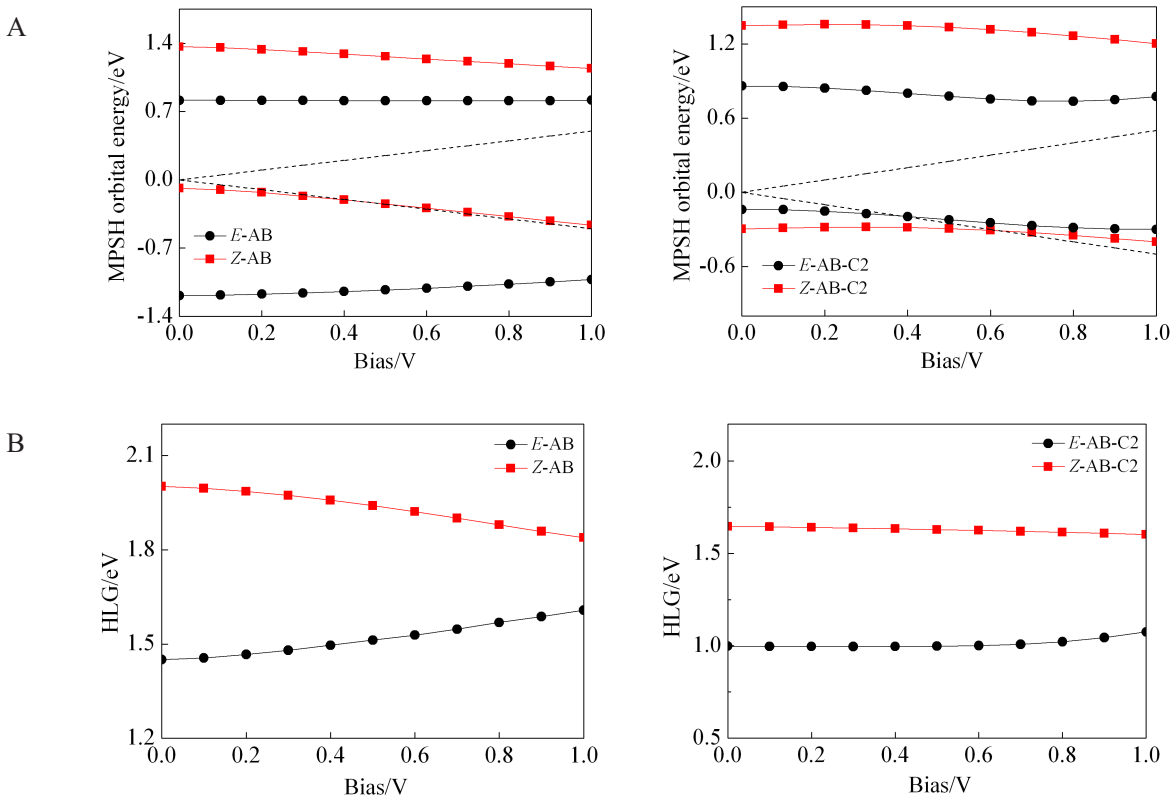 A
MPSH orbital energy/eV
1.4
0.7
0.0
-0.7
-1.4
E-AB
Z-AB
0.0 0.2 0.4 0.6 0.8 1.0
Bias/V
MPSH orbital energy/eV
1.2
0.6
0.0
-0.6
E-AB-C2
Z-AB-C2
0.0 0.2 0.4 0.6 0.8 1.0
Bias/V
B
HLG/eV
2.1
1.8
1.5
1.2
E-AB
Z-AB
0.0 0.2 0.4 0.6 0.8 1.0
Bias/V
HLG/eV
2.0
1.5
1.0
0.5
E-AB-C2
Z-AB-C2
0.0 0.2 0.4 0.6 0.8 1.0
Bias/V